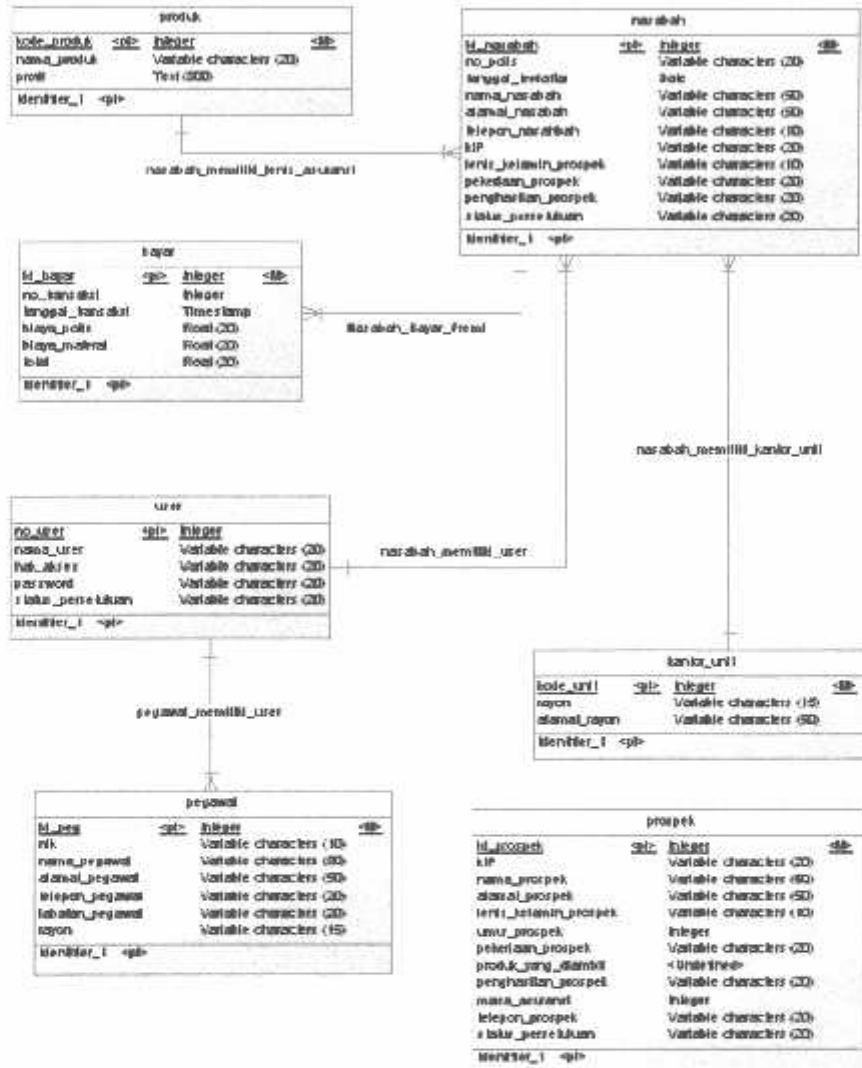 produk
kode_produk <pi> Integer <M>
nama_produk Variable characters (20)
profil Text (800)
Identifier_1 <pi>
nasabah
Id_nasabah <pi> Integer <M>
no_polis Variable characters (20)
Date
nama_nasabah Variable characters (50)
alamat_nasabah Variable characters (50)
Variable characters (10)
KTP Variable characters (20)
jenis_kelamin_prospek Variable characters (10)
pekerjaan_prospek Variable characters (20)
penghasilan_prospek Variable characters (20)
status_persetujuan Variable characters (20)
Identifier_1 <pi>
nasabah_memiliki_jenis_asuransi
bayar
Id_bayar <pi> Integer <M>
no_transaksi Integer
tanggal_transaksi Timestamp
biaya_polis Float (20)
biaya_materai Float (20)
total Float (20)
Identifier_1 <pi>
Nasabah_Bayar_Premi
nasabah_memiliki_kantor_unit
user
no_user <pi> Integer
nama_user Variable characters (20)
hak_akses Variable characters (20)
password Variable characters (20)
status_persetujuan Variable characters (20)
Identifier_1 <pi>
nasabah_memiliki_user
kantor_unit
kode_unit <pi> Integer <M>
rayon Variable characters (15)
alamat_rayon Variable characters (50)
Identifier_1 <pi>
pegawai_memiliki_user
pegawai
Id_peg <pi> Integer <M>
nik Variable characters (10)
nama_pegawai Variable characters
alamat_pegawai Variable characters (50)
telepon_pegawai Variable characters (20)
jabatan_pegawai Variable characters (20)
rayon Variable characters (15)
Identifier_1 <pi>
prospek
Id_prospek <pi> Integer <M>
KTP Variable characters (20)
nama_prospek Variable characters (50)
alamat_prospek Variable characters (50)
jenis_kelamin_prospek Variable characters (10)
umur_prospek Integer
pekerjaan_prospek Variable characters (20)
produk_yang_diambil <Undefined>
penghasilan_prospek Variable characters (20)
masa_asuransi Integer
telepon_prospek Variable characters (20)
status_persetujuan Variable characters (20)
Identifier_1 <pi>